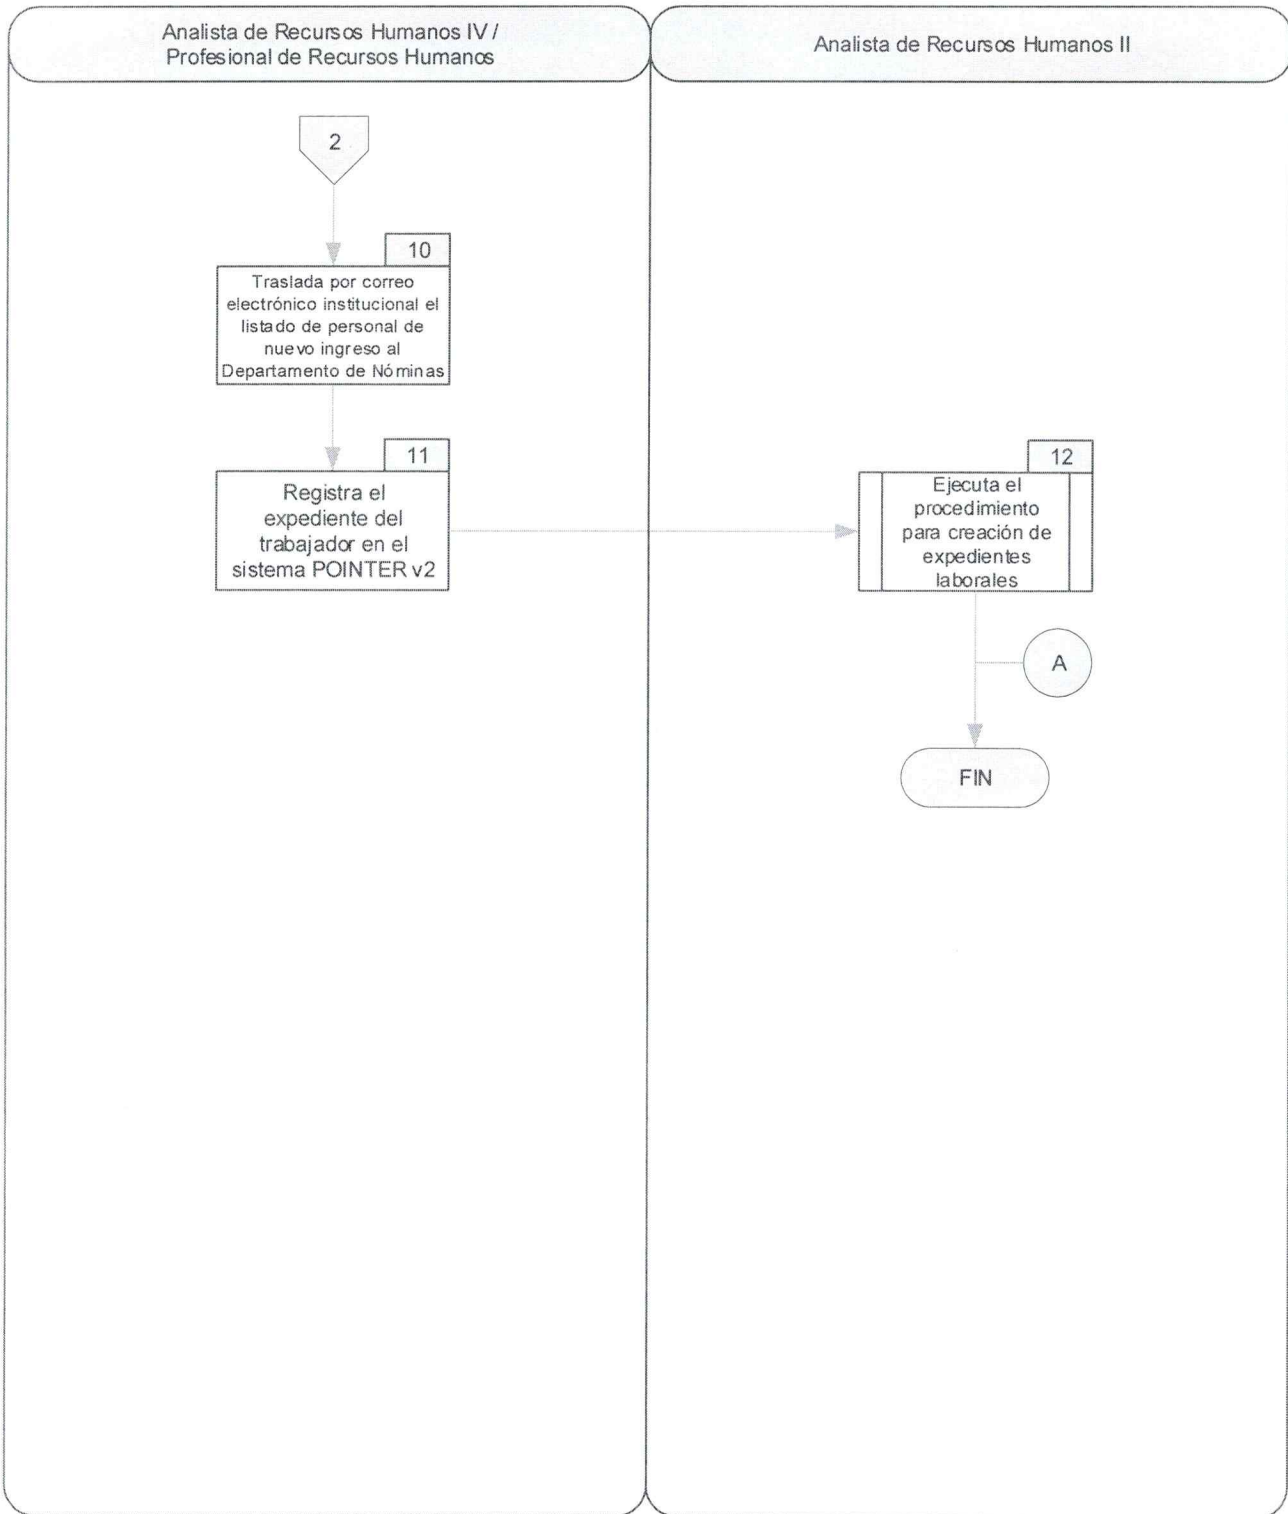 Analista de Recursos Humanos IV /
Profesional de Recursos Humanos
Analista de Recursos Humanos II
2
10
Traslada por correo
electrónico institucional el
listado de personal de
nuevo ingreso al
Departamento de Nóminas
11
Registra el
expediente del
trabajador en el
sistema POINTER v2
12
Ejecuta el
procedimiento
para creación de
expedientes
laborales
A
FIN